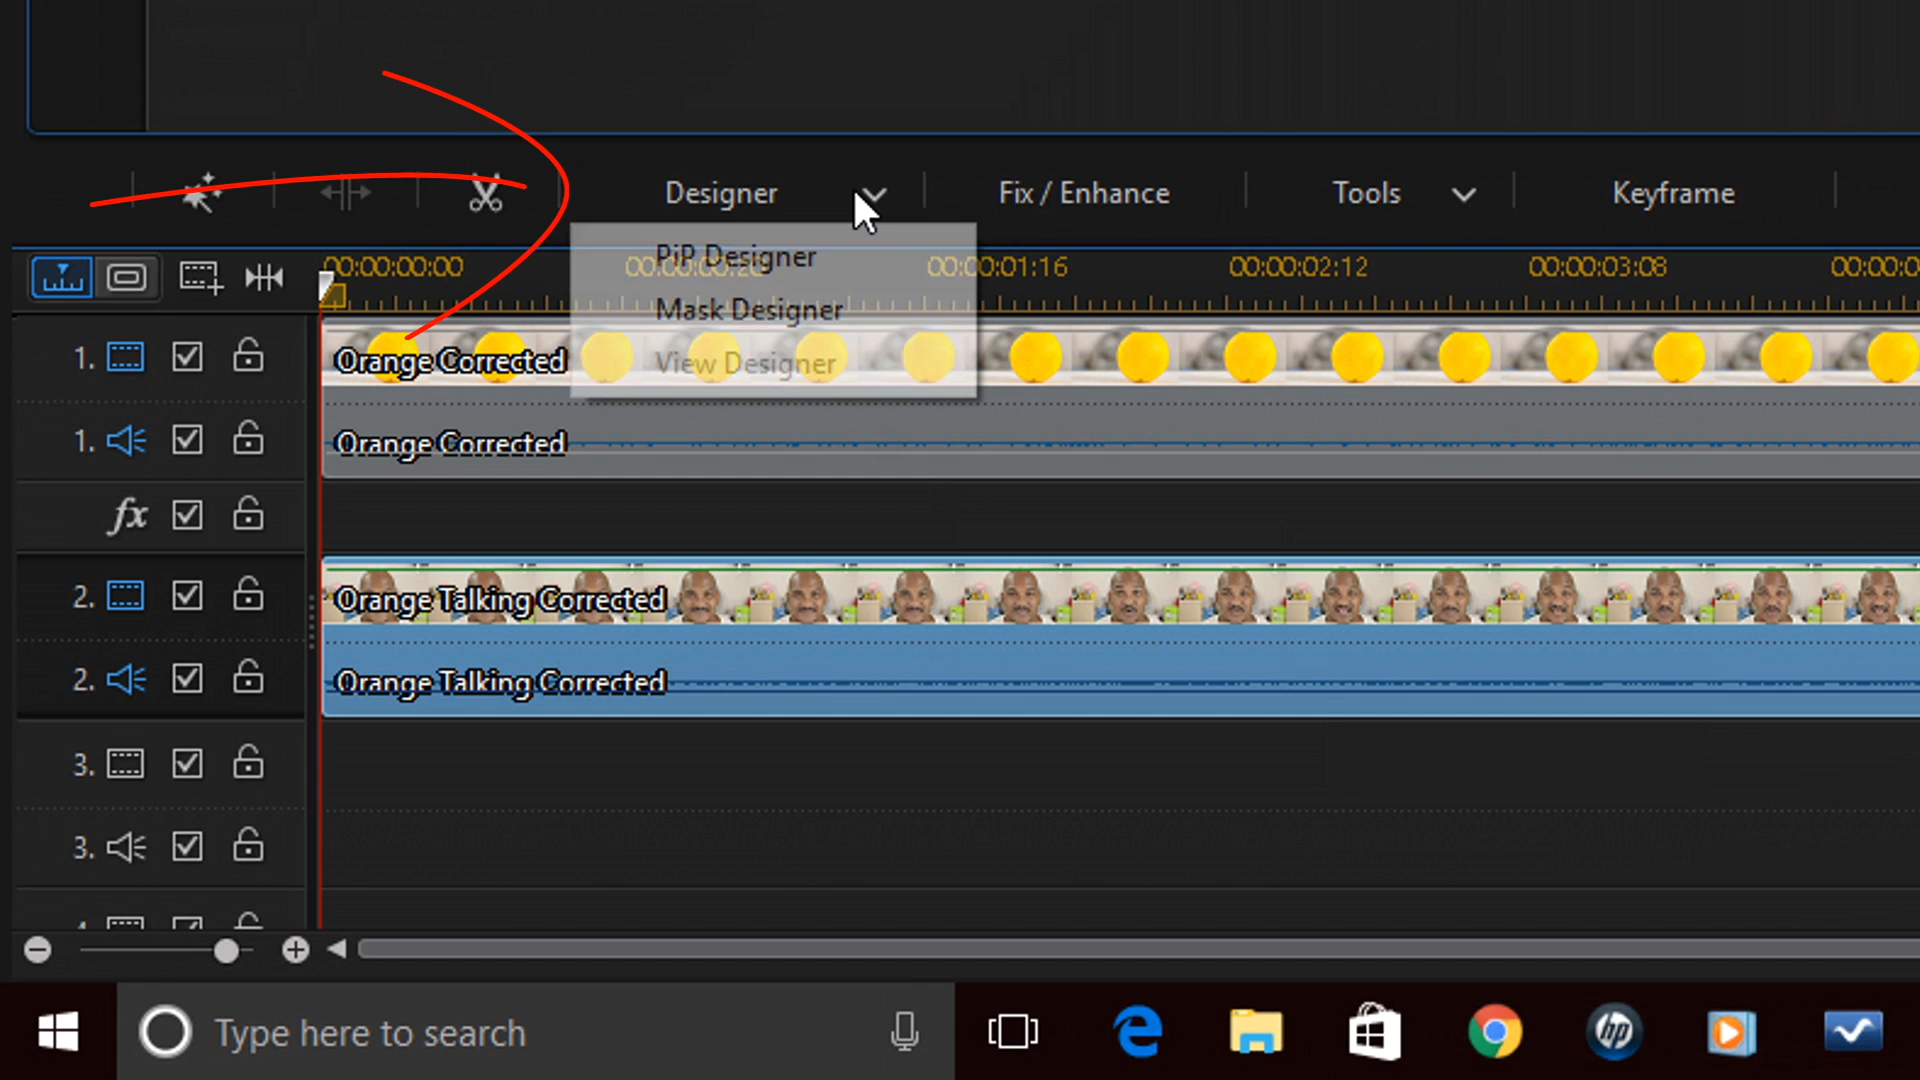 Designer
Fix / Enhance
Tools
Keyframe
PiP Designer
Mask Designer
View Designer
00:00:00:00
00:00:01:16
00:00:02:12
00:00:03:08
1.
Orange Corrected
1.
Orange Corrected
fx
2.
Orange Talking Corrected
2.
Orange Talking Corrected
3.
3.
Type here to search
hp